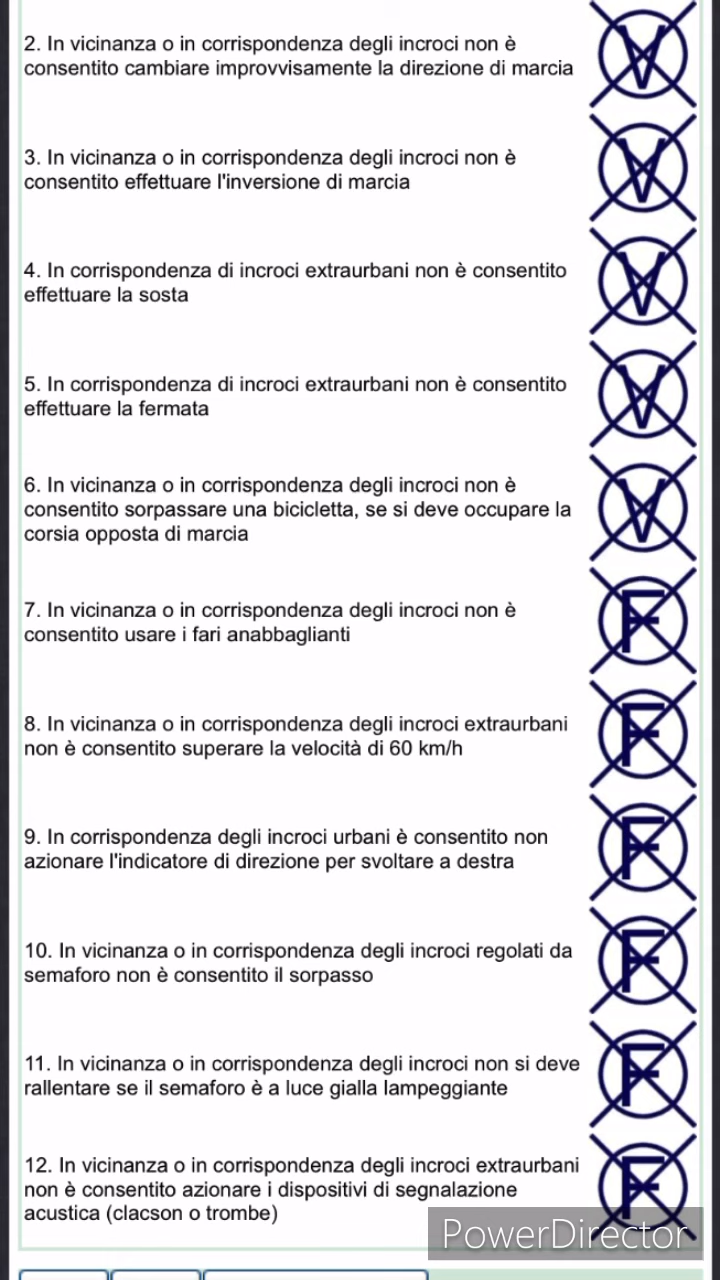 2. In vicinanza o in corrispondenza degli incroci non è
consentito cambiare improvvisamente la direzione di marcia
V
3. In vicinanza o in corrispondenza degli incroci non è
consentito effettuare l'inversione di marcia
V
4. In corrispondenza di incroci extraurbani non è consentito
effettuare la sosta
V
5. In corrispondenza di incroci extraurbani non è consentito
effettuare la fermata
V
6. In vicinanza o in corrispondenza degli incroci non è
consentito sorpassare una bicicletta, se si deve occupare la
corsia opposta di marcia
V
7. In vicinanza o in corrispondenza degli incroci non è
consentito usare i fari anabbaglianti
F
8. In vicinanza o in corrispondenza degli incroci extraurbani
non è consentito superare la velocità di 60 km/h
F
9. In corrispondenza degli incroci urbani è consentito non
azionare l'indicatore di direzione per svoltare a destra
F
10. In vicinanza o in corrispondenza degli incroci regolati da
semaforo non è consentito il sorpasso
F
11. In vicinanza o in corrispondenza degli incroci non si deve
rallentare se il semaforo è a luce gialla lampeggiante
F
12. In vicinanza o in corrispondenza degli incroci extraurbani
non è consentito azionare i dispositivi di segnalazione
acustica (clacson o trombe)
F
PowerDirector